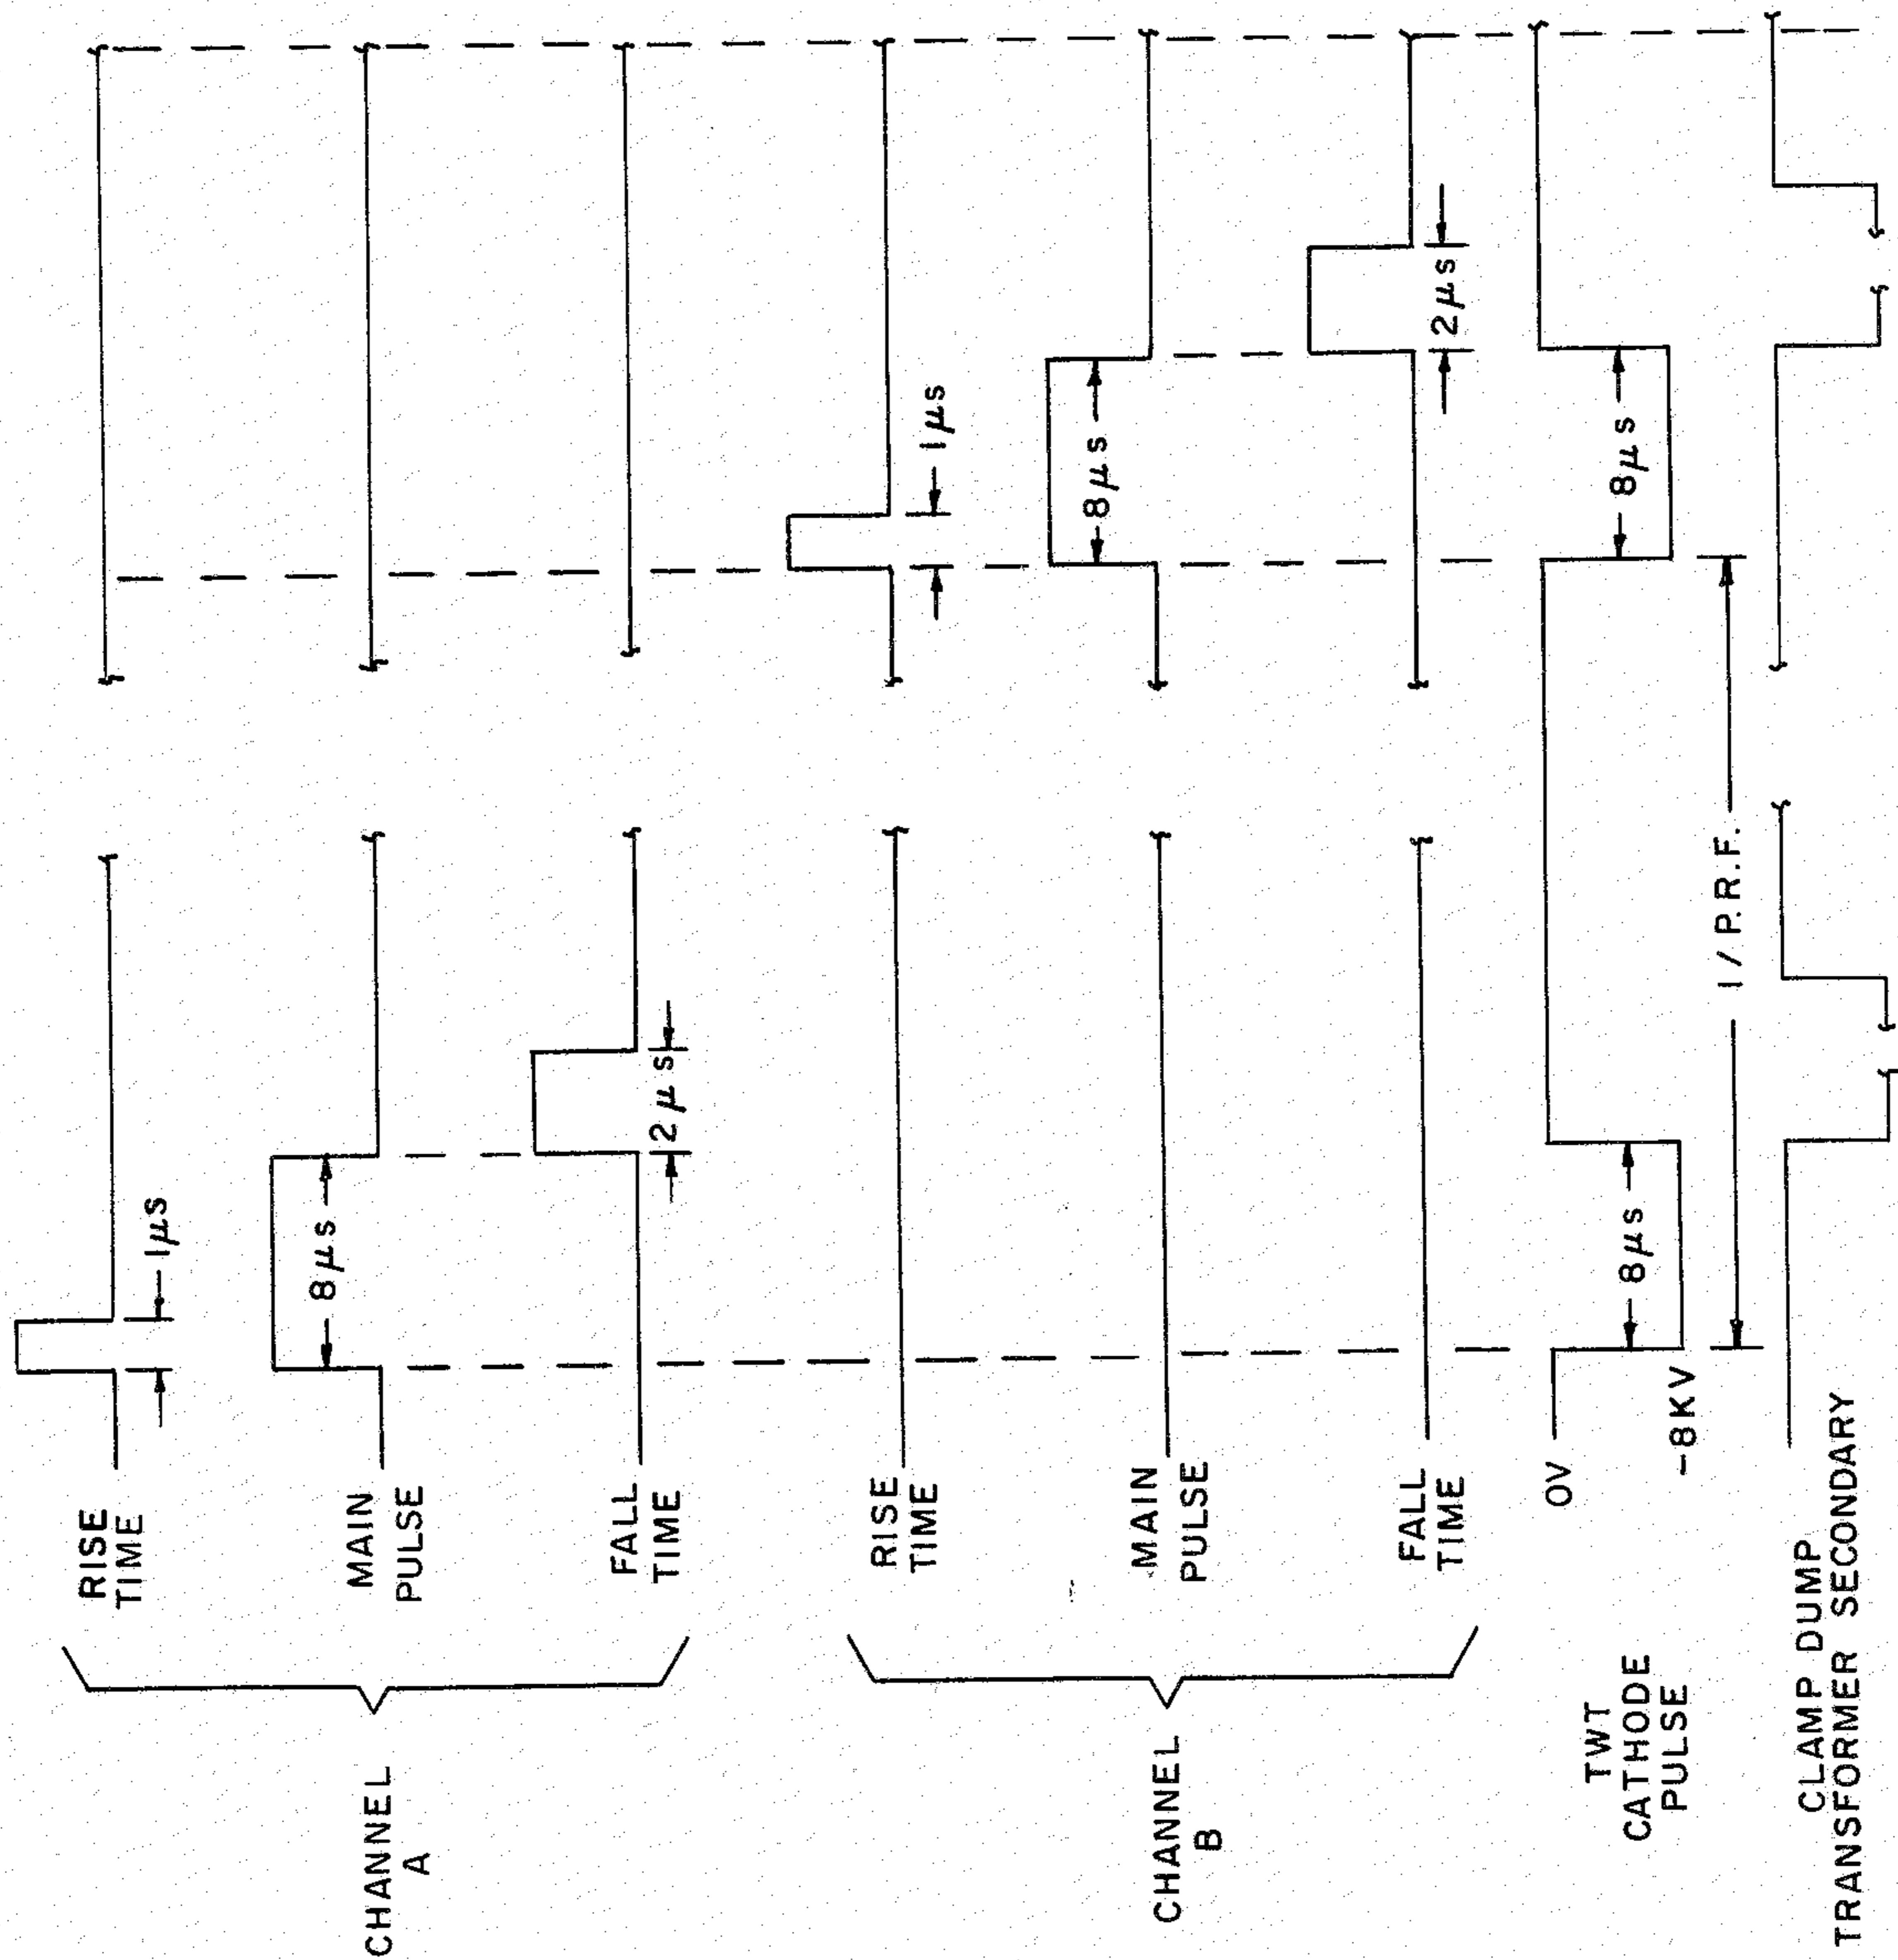 CHANNEL
A
RISE
TIME
1μs
MAIN
PULSE
8μs
FALL
TIME
2μs
CHANNEL
B
RISE
TIME
1μs
MAIN
PULSE
8μs
FALL
TIME
2μs
TWT
CATHODE
PULSE
0V
-8KV
8μs
8μs
1/P.R.F.
CLAMP DUMP
TRANSFORMER SECONDARY